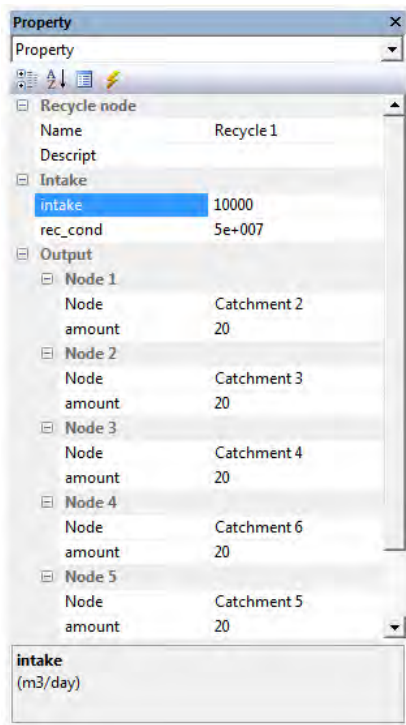 Property
Property
Recycle node
Name Recycle 1
Descript
Intake
intake 10000
rec_cond 5e+007
Output
Node 1
Node Catchment 2
amount 20
Node 2
Node Catchment 3
amount 20
Node 3
Node Catchment 4
amount 20
Node 4
Node Catchment 6
amount 20
Node 5
Node Catchment 5
amount 20
intake
(m3/day)